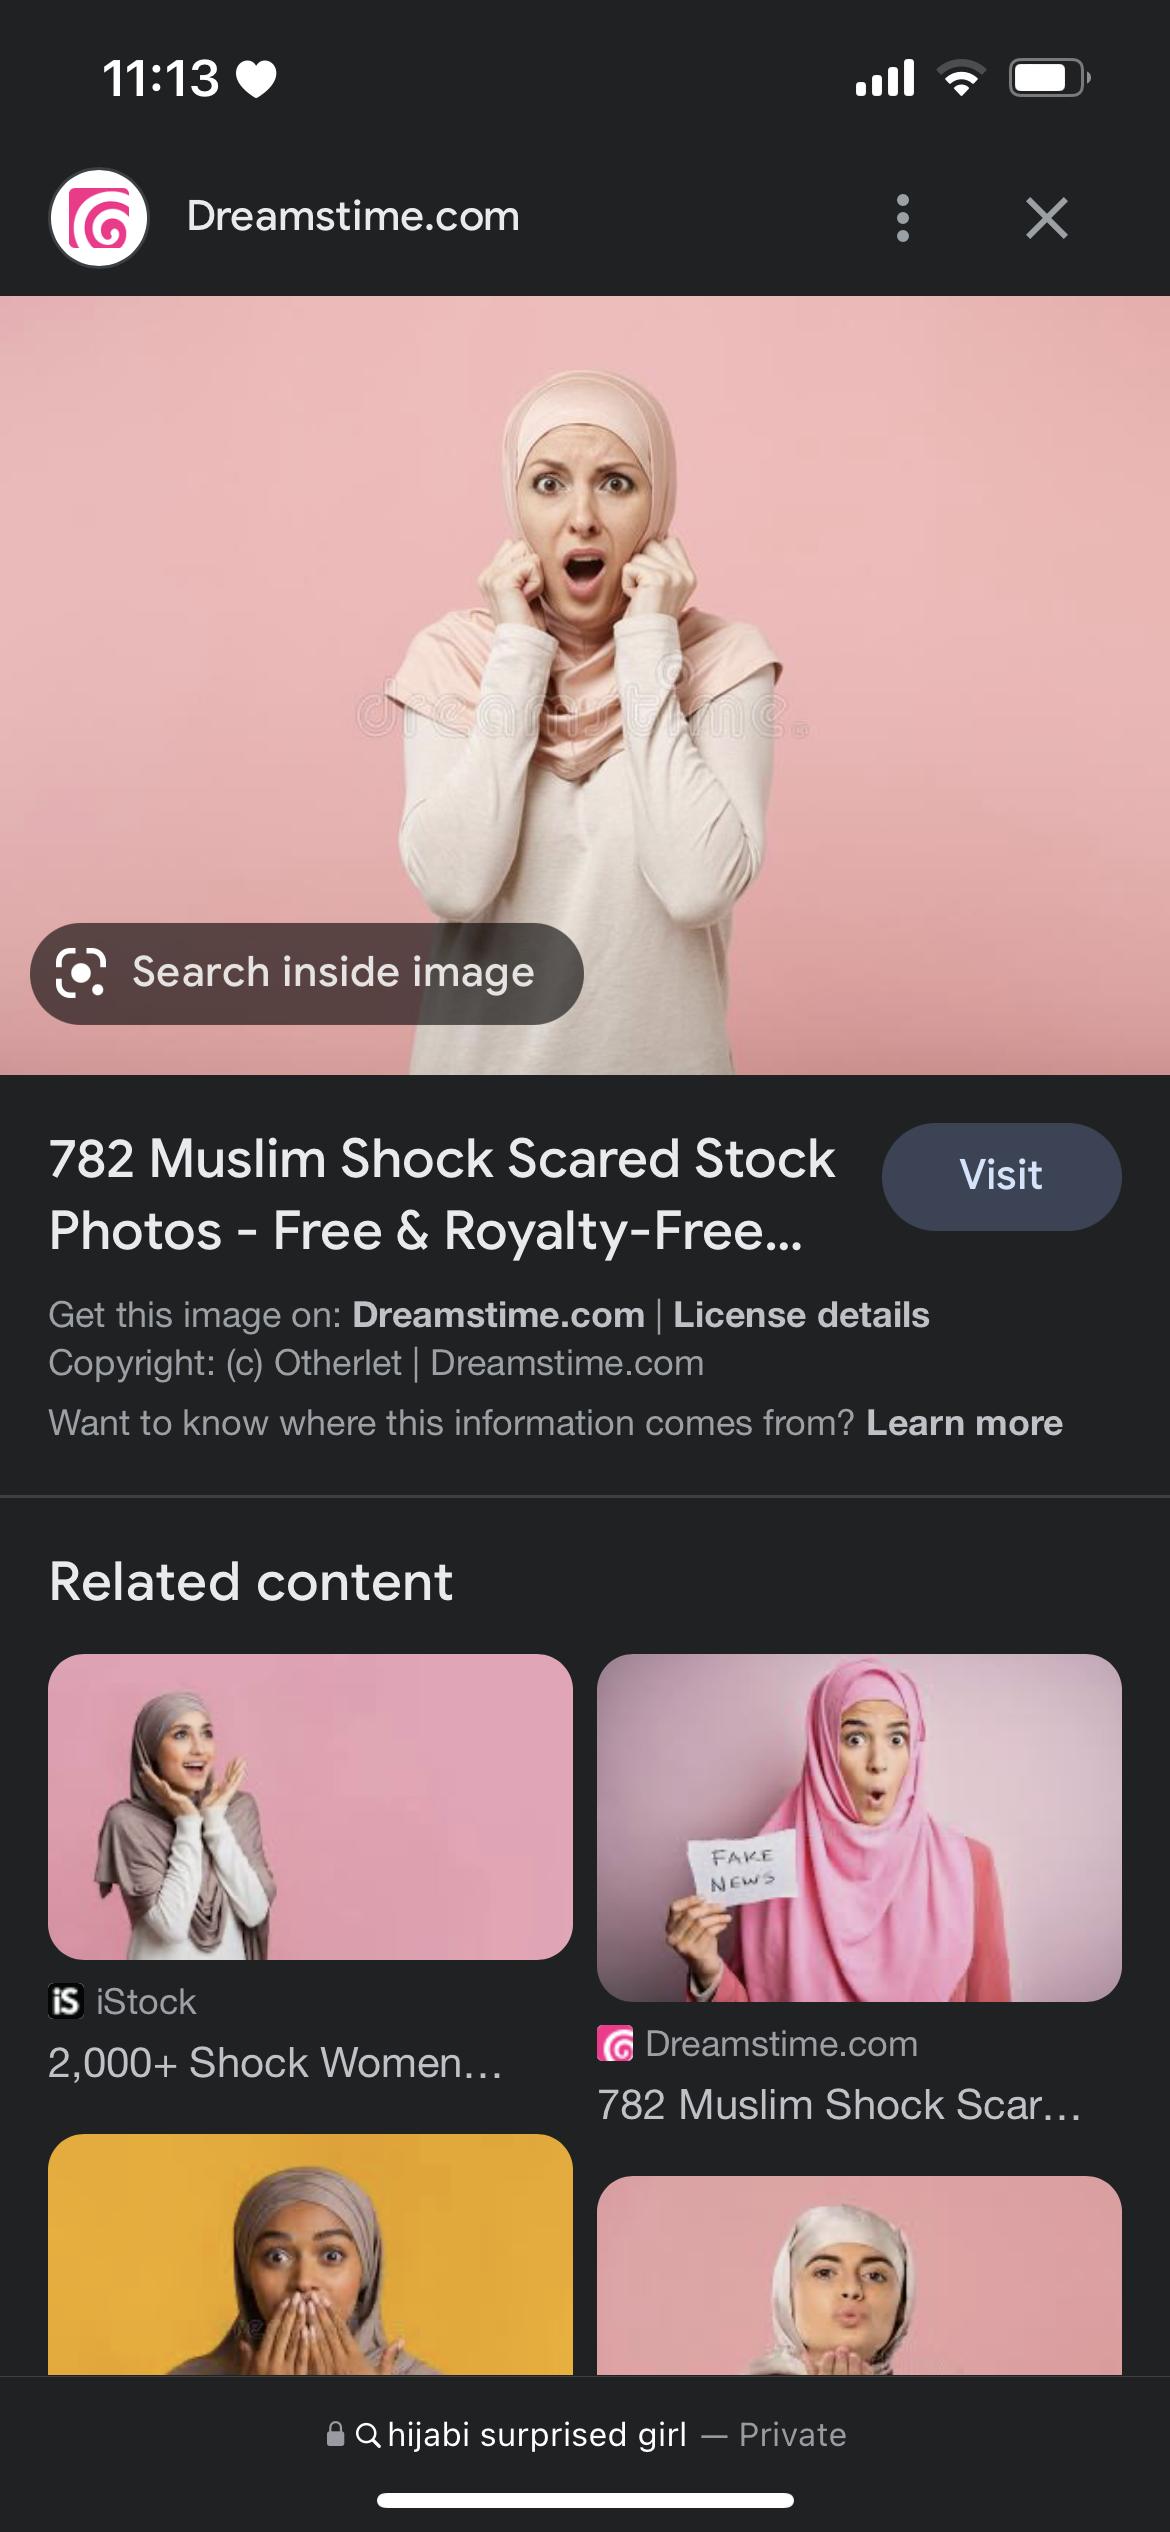 11:13
Dreamstime.com
dreamstime.
Search inside image
782 Muslim Shock Scared Stock
Photos - Free & Royalty-Free...
Visit
Get this image on: Dreamstime.com | License details
Copyright: (c) Otherlet | Dreamstime.com
Want to know where this information comes from? Learn more
Related content
FAKE
NEWS
iS iStock
2,000+ Shock Women...
Dreamstime.com
782 Muslim Shock Scar...
hijabi surprised girl — Private